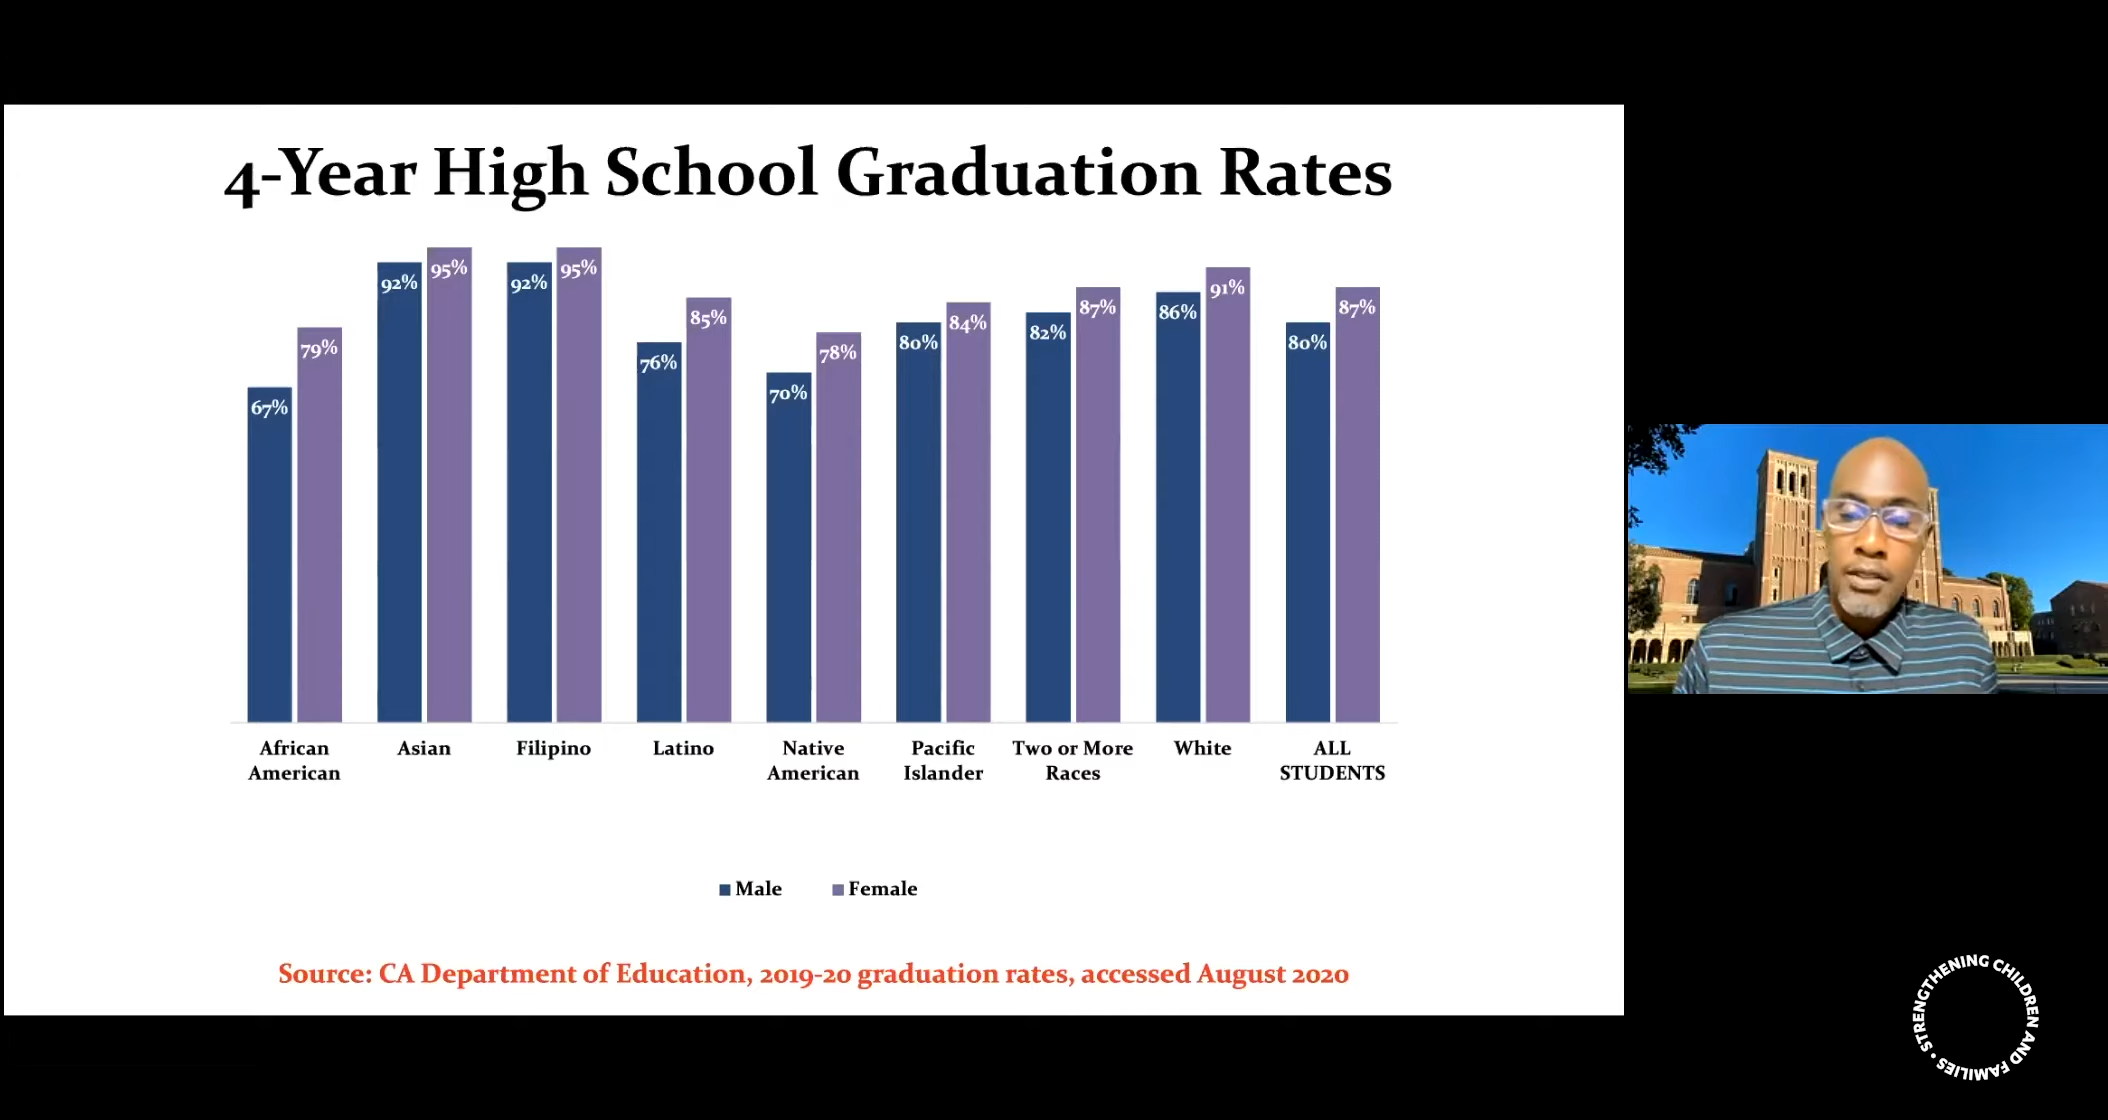 4-Year High School Graduation Rates
67%
79%
92%
95%
92%
95%
76%
85%
70%
78%
80%
84%
82%
87%
86%
91%
80%
87%
African American
Asian
Filipino
Latino
Native American
Pacific Islander
Two or More Races
White
ALL STUDENTS
Male
Female
Source: CA Department of Education, 2019-20 graduation rates, accessed August 2020
STRENGTHENING CHILDREN AND FAMILIES •